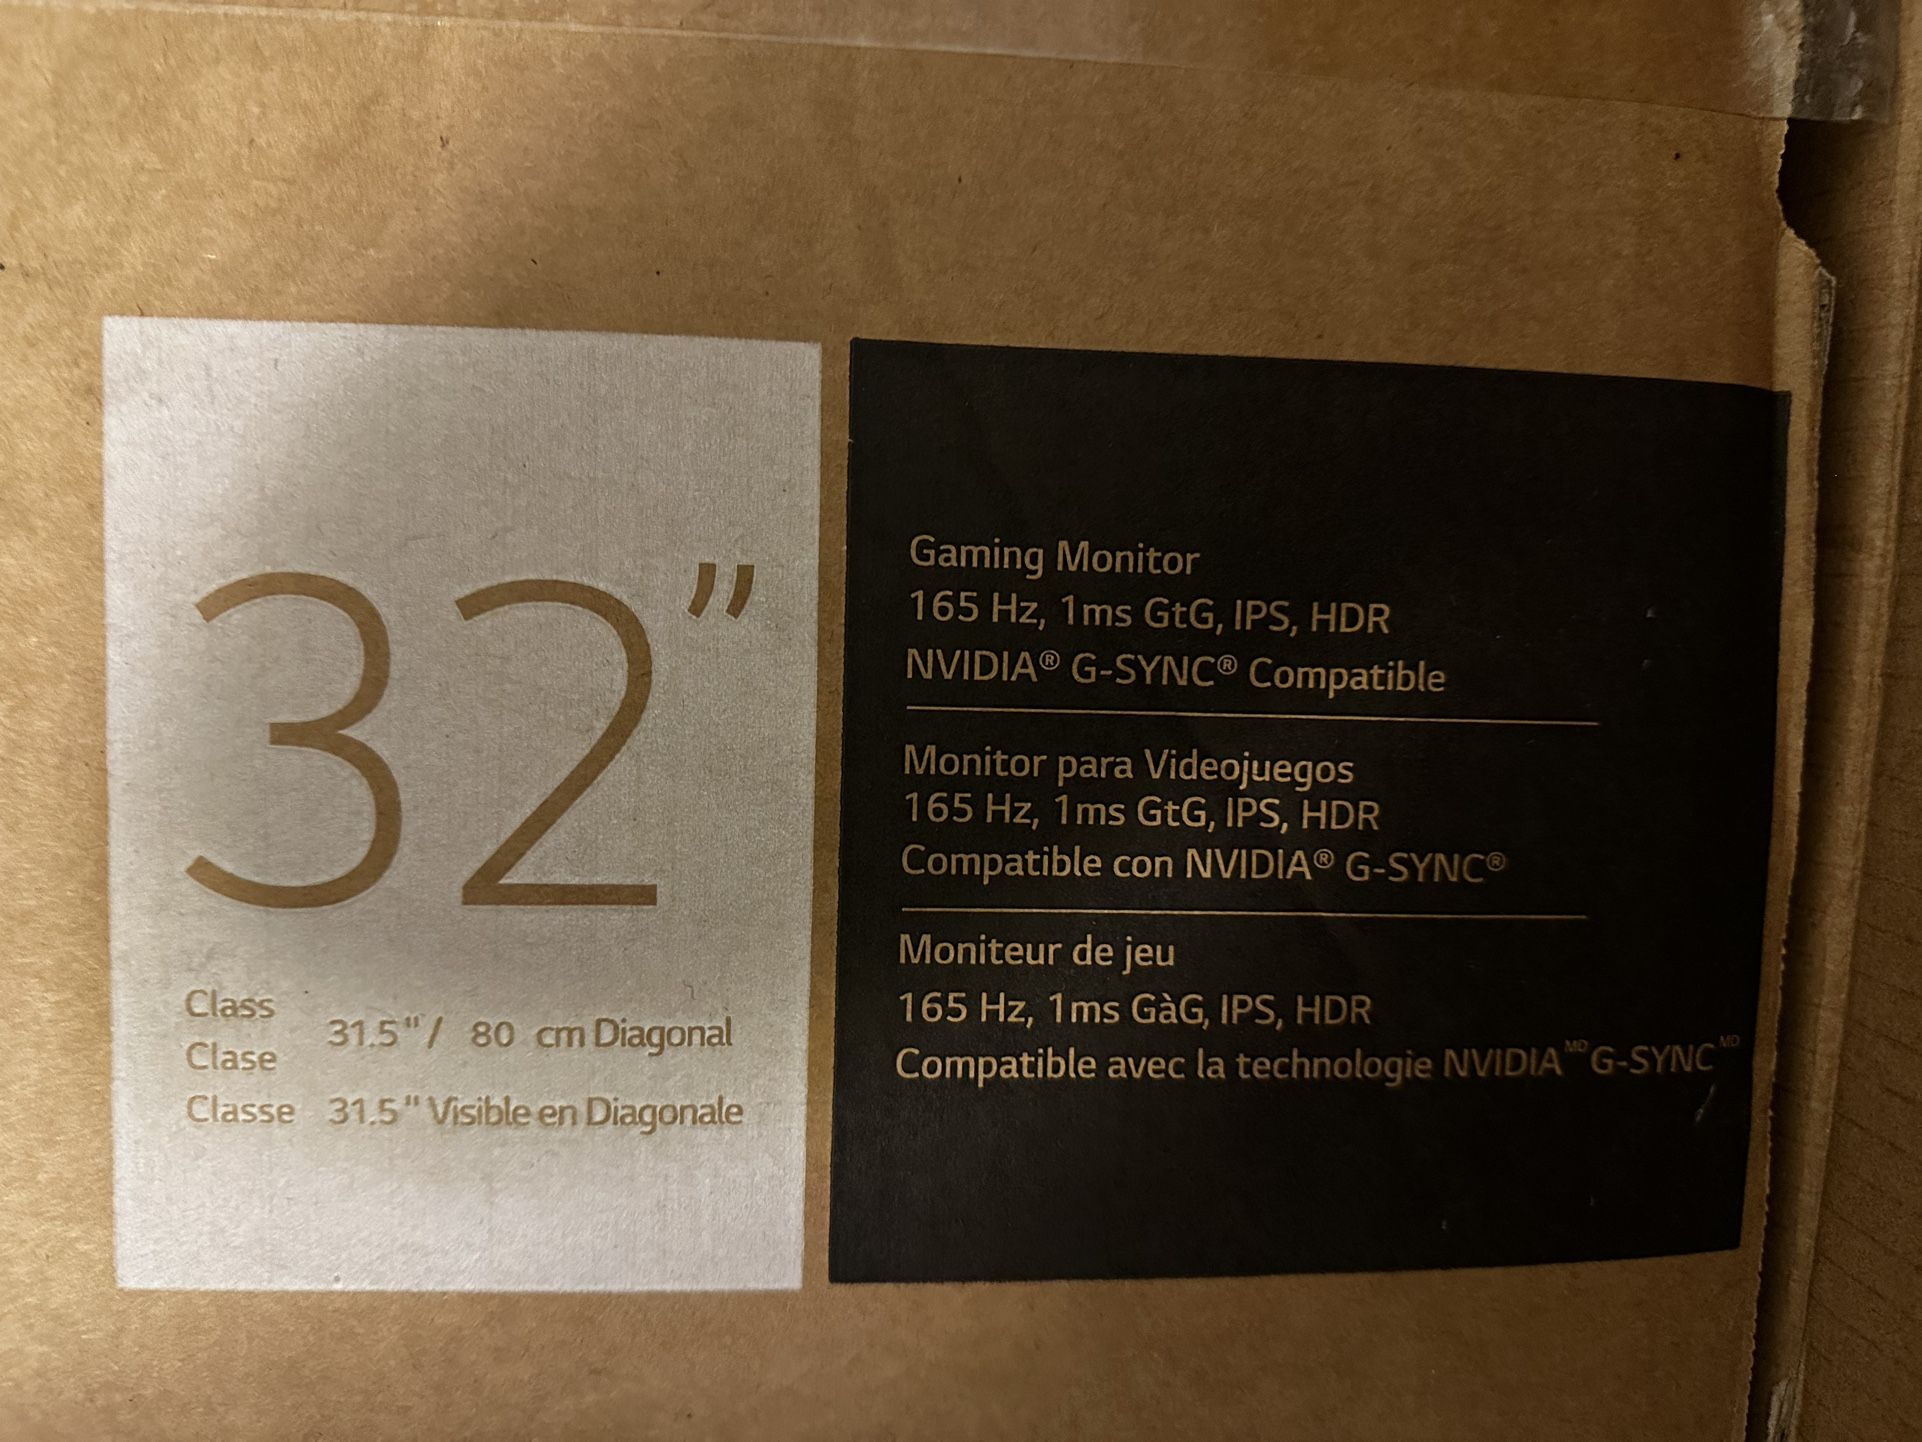 32”
Class
Clase
31.5"/ 80 cm Diagonal
Classe 31.5" Visible en Diagonale
Gaming Monitor
165 Hz, 1ms GtG, IPS, HDR
NVIDIA® G-SYNC® Compatible
Monitor para Videojuegos
165 Hz, 1ms GtG, IPS, HDR
Compatible con NVIDIA® G-SYNC®
Moniteur de jeu
165 Hz, 1ms GàG, IPS, HDR
Compatible avec la technologie NVIDIA MD G-SYNC MD